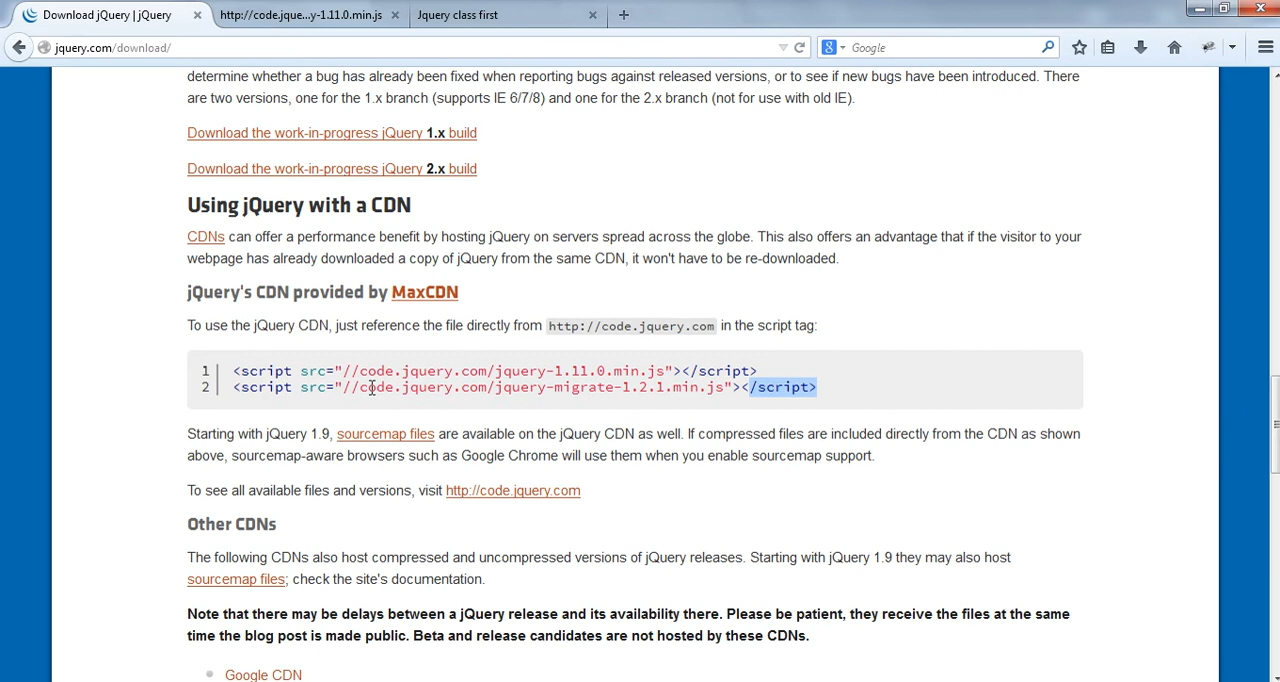 Download jQuery | jQuery
http://code.jque...y-1.11.0.min.js
Jquery class first
jquery.com/download/
Google
determine whether a bug has already been fixed when reporting bugs against released versions, or to see if new bugs have been introduced. There
are two versions, one for the 1.x branch (supports IE 6/7/8) and one for the 2.x branch (not for use with old IE).
Download the work-in-progress jQuery 1.x build
Download the work-in-progress jQuery 2.x build
Using jQuery with a CDN
CDNs can offer a performance benefit by hosting jQuery on servers spread across the globe. This also offers an advantage that if the visitor to your
webpage has already downloaded a copy of jQuery from the same CDN, it won't have to be re-downloaded.
jQuery's CDN provided by MaxCDN
To use the jQuery CDN, just reference the file directly from http://code.jquery.com in the script tag:
1 <script src="//code.jquery.com/jquery-1.11.0.min.js"></script>
2 <script src="//code.jquery.com/jquery-migrate-1.2.1.min.js"></script>
Starting with jQuery 1.9, sourcemap files are available on the jQuery CDN as well. If compressed files are included directly from the CDN as shown
above, sourcemap-aware browsers such as Google Chrome will use them when you enable sourcemap support.
To see all available files and versions, visit http://code.jquery.com
Other CDNs
The following CDNs also host compressed and uncompressed versions of jQuery releases. Starting with jQuery 1.9 they may also host
sourcemap files; check the site's documentation.
Note that there may be delays between a jQuery release and its availability there. Please be patient, they receive the files at the same
time the blog post is made public. Beta and release candidates are not hosted by these CDNs.
Google CDN